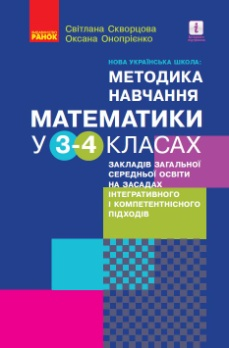 РАНОК
Світлана Скворцова
Оксана Онопрієнко
НОВА УКРАЇНСЬКА ШКОЛА:
МЕТОДИКА
НАВЧАННЯ
МАТЕМАТИКИ
У 3-4 КЛАСАХ
ЗАКЛАДІВ ЗАГАЛЬНОЇ
СЕРЕДНЬОЇ ОСВІТИ
НА ЗАСАДАХ
ІНТЕГРАТИВНОГО
І КОМПЕТЕНТНІСНОГО
ПІДХОДІВ